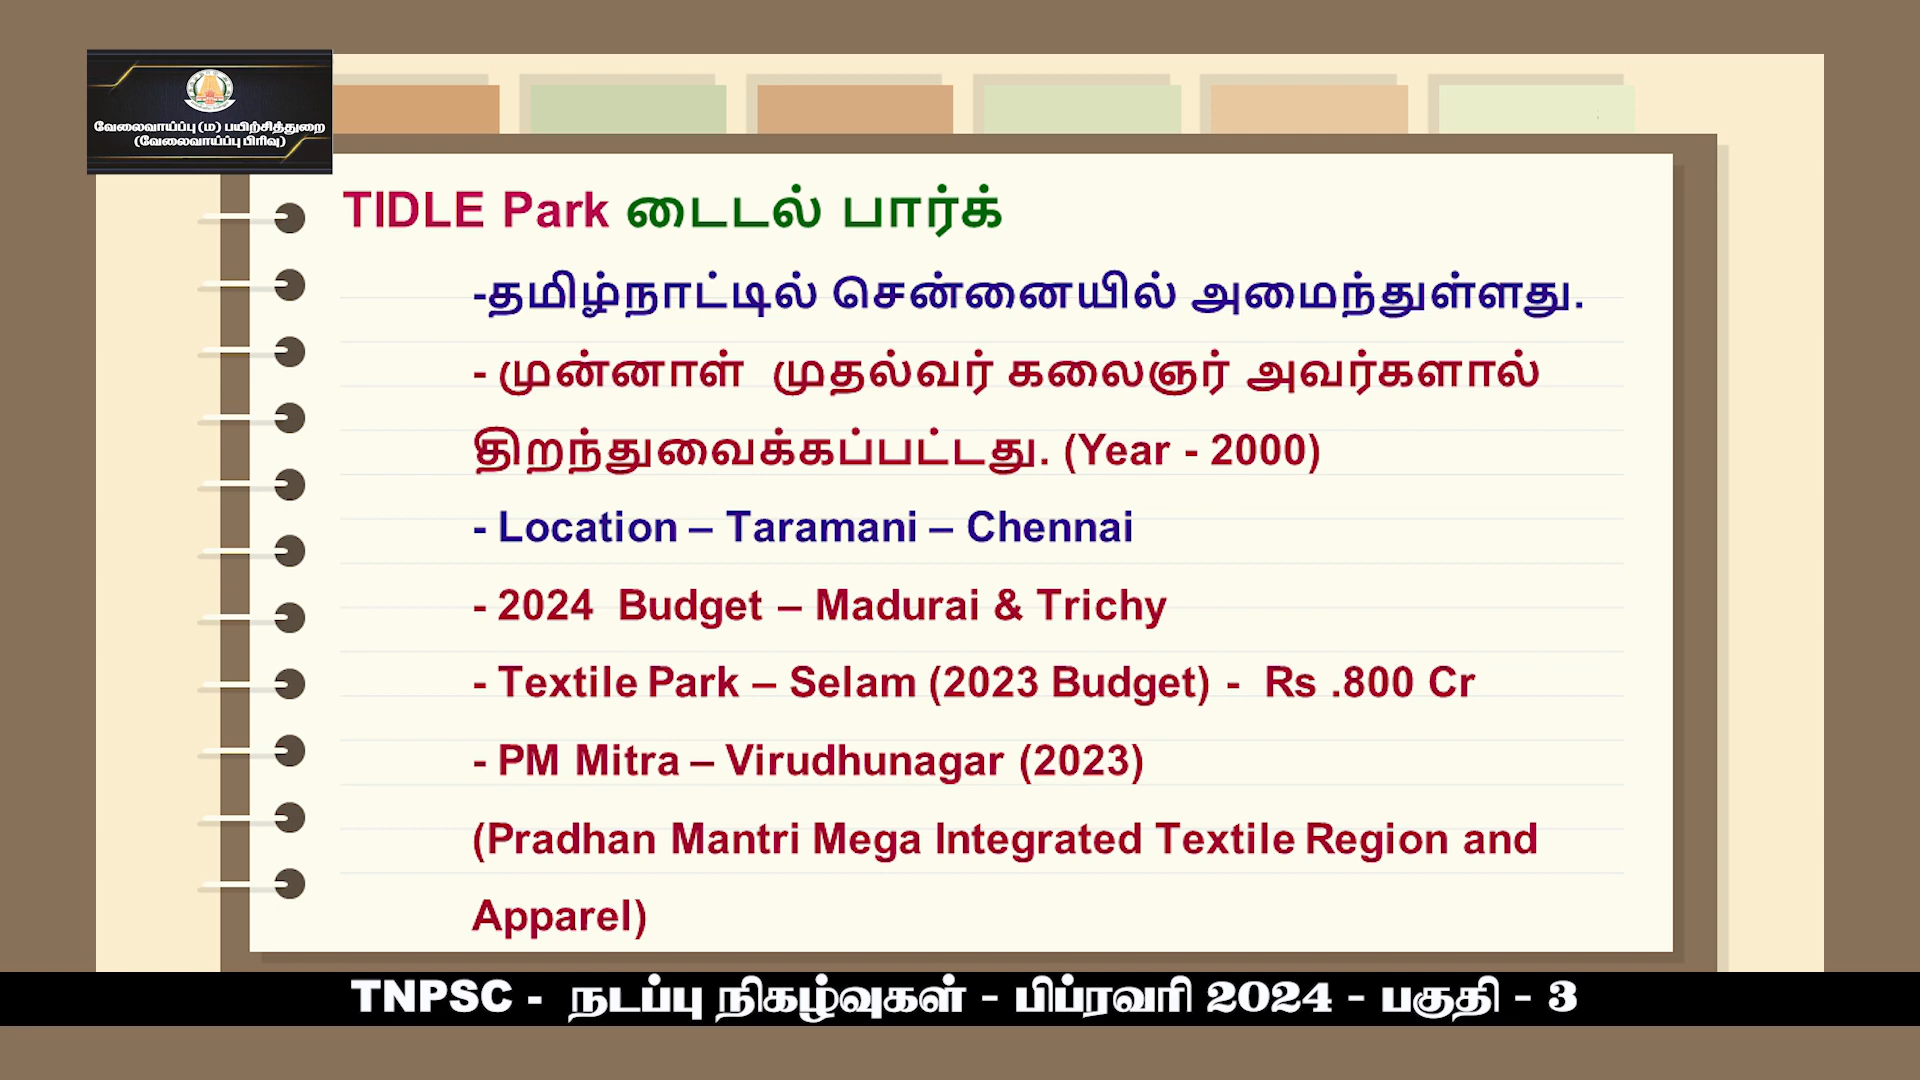 வேலைவாய்ப்பு (ம) பயிற்சித்துறை
(வேலைவாய்ப்பு பிரிவு)
TIDLE Park டைடல் பார்க்
-தமிழ்நாட்டில் சென்னையில் அமைந்துள்ளது.
- முன்னாள் முதல்வர் கலைஞர் அவர்களால்
திறந்துவைக்கப்பட்டது. (Year - 2000)
- Location – Taramani – Chennai
- 2024 Budget – Madurai & Trichy
- Textile Park – Selam (2023 Budget) - Rs .800 Cr
- PM Mitra – Virudhunagar (2023)
(Pradhan Mantri Mega Integrated Textile Region and
Apparel)
TNPSC - நடப்பு நிகழ்வுகள் - பிப்ரவரி 2024 - பகுதி - 3